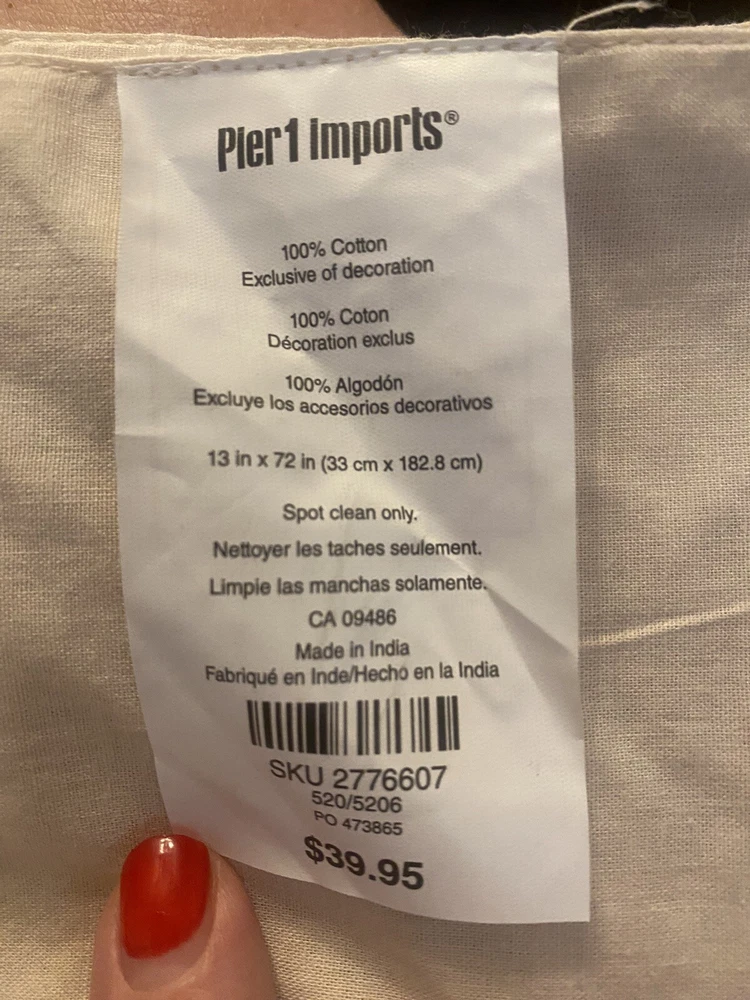 Pier 1 imports®
100% Cotton
Exclusive of decoration
100% Coton
Décoration exclus
100% Algodón
Excluye los accesorios decorativos
13 in x 72 in (33 cm x 182.8 cm)
Spot clean only.
Nettoyer les taches seulement.
Limpie las manchas solamente.
CA 09486
Made in India
Fabriqué en Inde/Hecho en la India
SKU 2776607
520/5206
PO 473865
$39.95